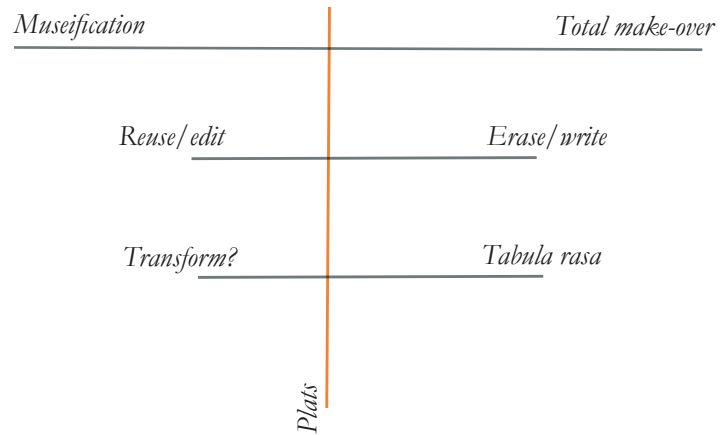 Museification
Total make-over
Reuse/edit
Erase/write
Transform?
Tabula rasa
Plats